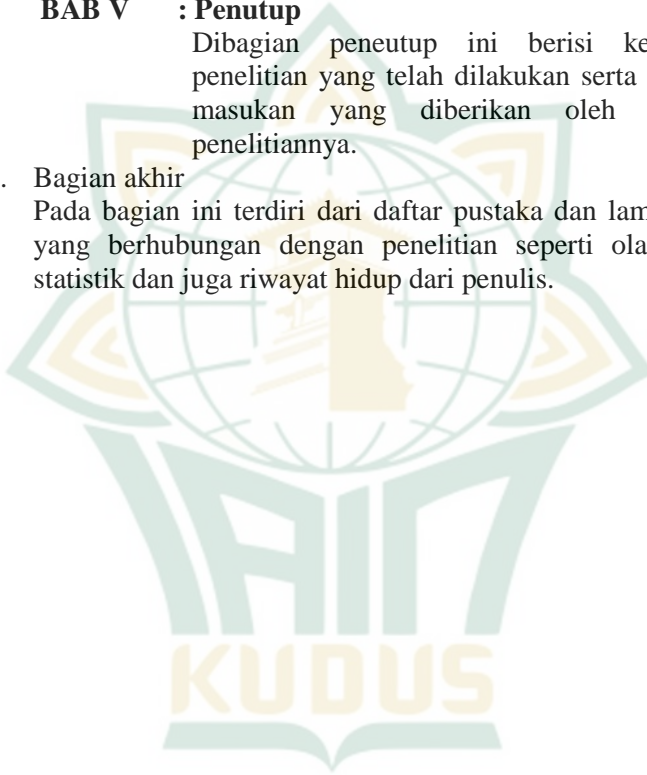 BAB V : Penutup
Dibagian peneutup ini berisi ke
penelitian yang telah dilakukan serta
masukan yang diberikan oleh
penelitiannya.
. Bagian akhir
Pada bagian ini terdiri dari daftar pustaka dan lam
yang berhubungan dengan penelitian seperti ola
statistik dan juga riwayat hidup dari penulis.
IAIN
KUDUS